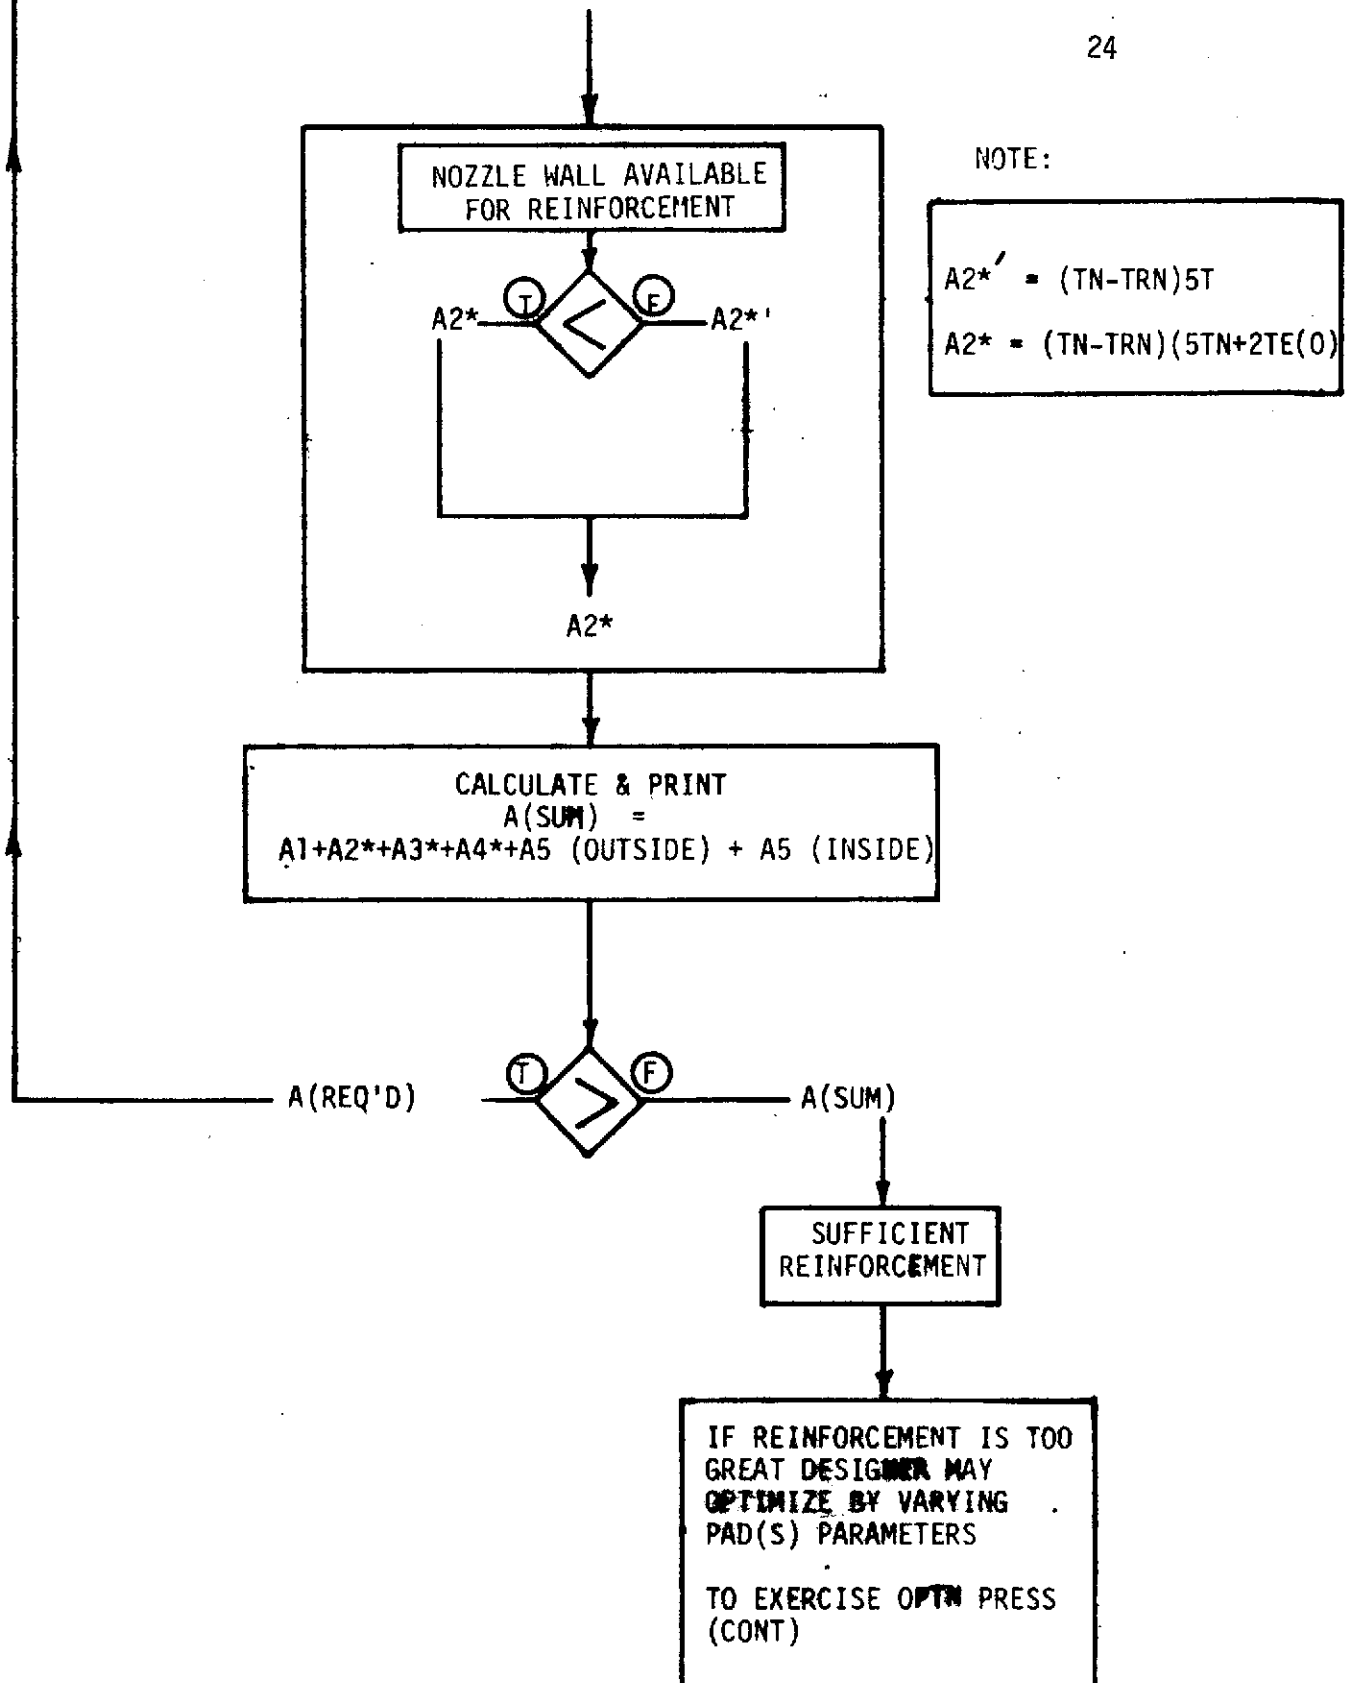 24
NOZZLE WALL AVAILABLE
FOR REINFORCEMENT
NOTE:
A2*' = (TN-TRN)5T
A2* = (TN-TRN)(5TN+2TE(0)
T
F
A2*
<
A2*'
A2*
CALCULATE & PRINT
A(SUM) =
A1+A2*+A3*+A4*+A5 (OUTSIDE) + A5 (INSIDE)
T
F
A(REQ'D)
>
A(SUM)
SUFFICIENT
REINFORCEMENT
IF REINFORCEMENT IS TOO
GREAT DESIGNER MAY
OPTIMIZE BY VARYING
PAD(S) PARAMETERS
TO EXERCISE OPTN PRESS
(CONT)